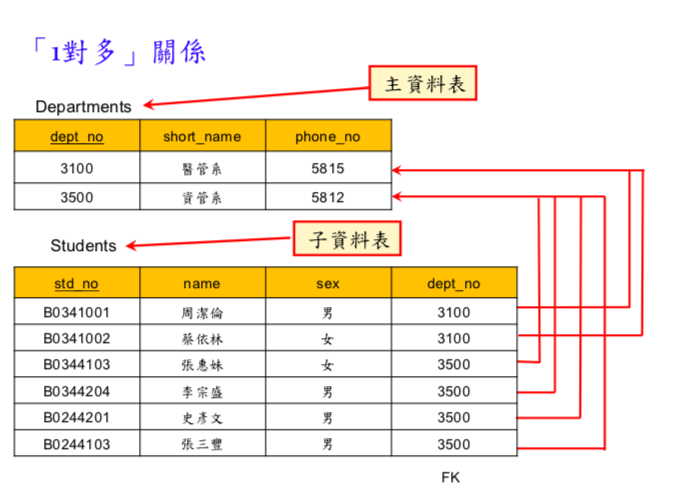 「1對多」關係
主資料表
Departments
dept_no short_name phone_no
3100 醫管系 5815
3500 資管系 5812
子資料表
Students
std_no name sex dept_no
B0341001 周潔倫 男 3100
B0341002 蔡依林 女 3100
B0344103 張惠妹 女 3500
B0344204 李宗盛 男 3500
B0244201 史彥文 男 3500
B0244103 張三豐 男 3500
FK